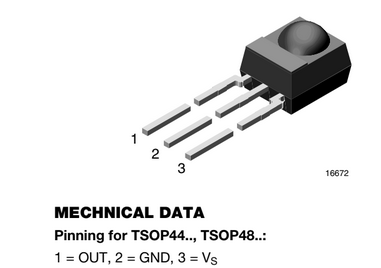 1
2
3
16672
MECHNICAL DATA
Pinning for TSOP44.., TSOP48..:
1 = OUT, 2 = GND, 3 = VS